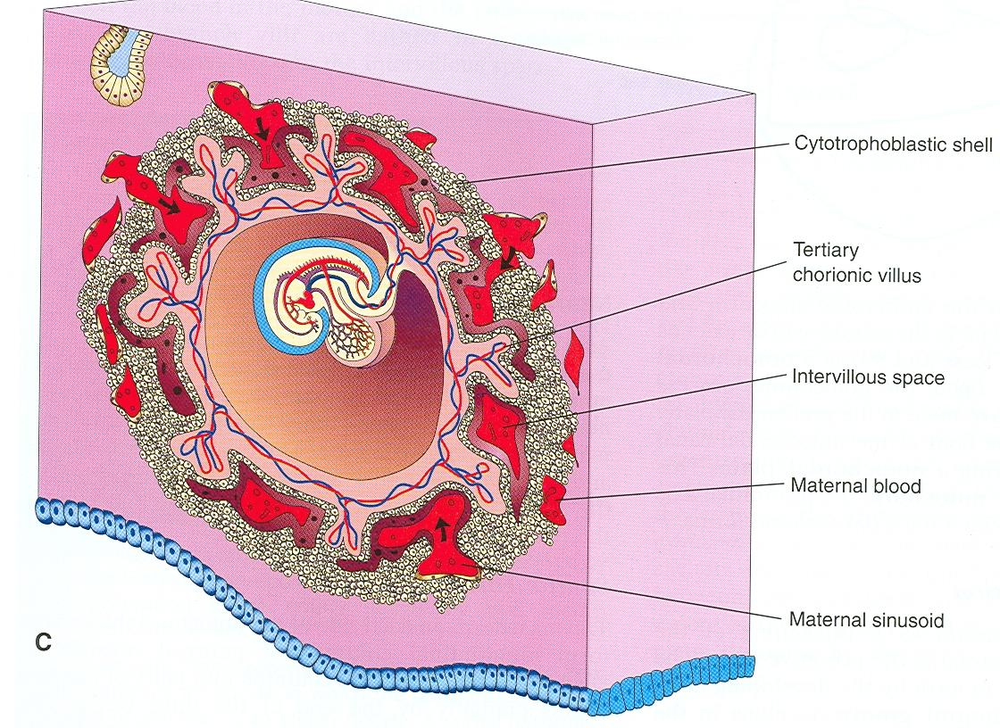 Cytotrophoblastic shell
Tertiary
chorionic villus
Intervillous space
Maternal blood
Maternal sinusoid
C